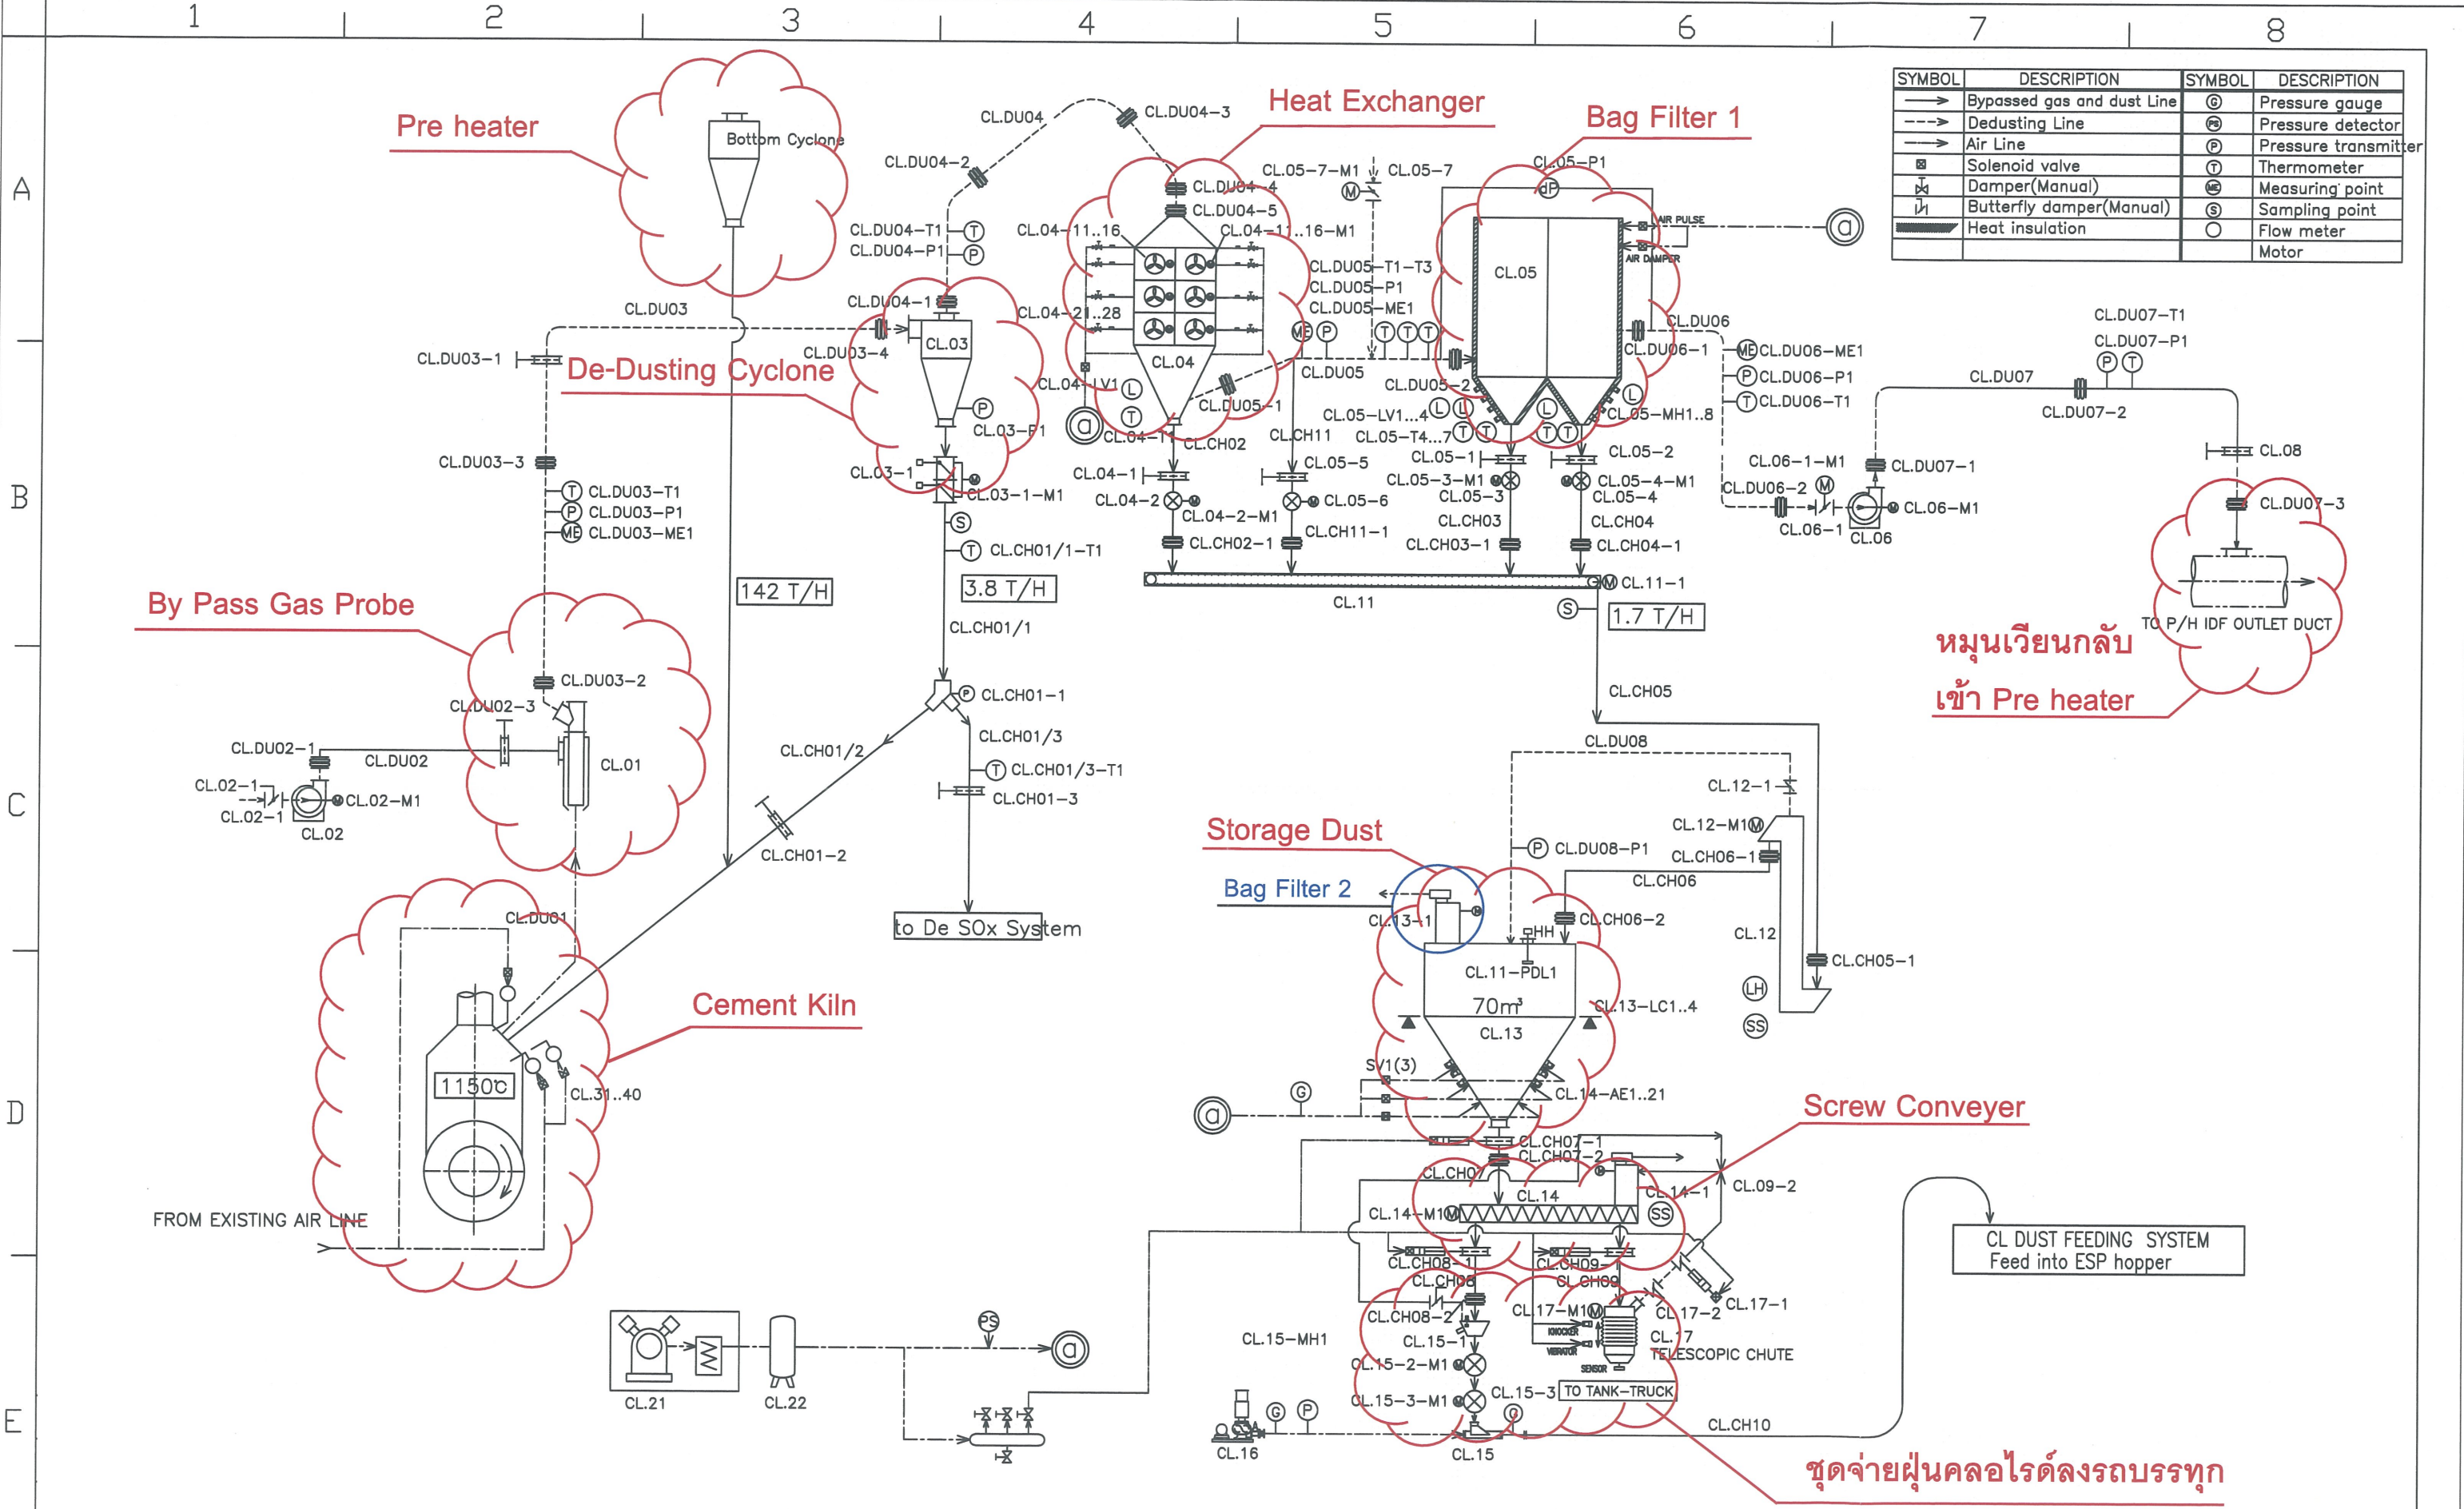 1 2 3 4 5 6 7 8
A
B
C
D
E
SYMBOL DESCRIPTION SYMBOL DESCRIPTION
Bypassed gas and dust Line G Pressure gauge
Dedusting Line PS Pressure detector
Air Line P Pressure transmitter
Solenoid valve T Thermometer
Damper(Manual) ME Measuring point
Butterfly damper(Manual) S Sampling point
Heat insulation Flow meter
Motor
Pre heater
Bottom Cyclone
Heat Exchanger
Bag Filter 1
CL.DU04
CL.DU04-3
CL.DU04-2
CL.DU04-4
CL.DU04-5
CL.DU04-T1 T
CL.DU04-P1 P
CL.04-11..16
CL.04-11..16-M1
CL.05-7-M1
CL.05-7
M
CL.05-P1
dP
AIR PULSE
AIR DAMPER
a
CL.05
CL.DU05-T1-T3
CL.DU05-P1
CL.DU05-ME1
ME P T T T
CL.DU03
CL.DU04-1
CL.04-21..28
CL.DU03-1
CL.DU03-4
CL.03
De-Dusting Cyclone
CL.04
CL.04-LV1
L
T
a
CL.04-T1
CL.DU05
CL.DU05-1
CL.DU05-2
CL.DU06
CL.DU06-1
ME CL.DU06-ME1
P CL.DU06-P1
T CL.DU06-T1
CL.DU07-T1
CL.DU07-P1
P T
CL.DU07
CL.DU07-2
CL.08
P
CL.03-P1
CL.CH02
CL.CH11
CL.05-LV1...4 L L L L
CL.05-T4...7 T T T T
CL.05-MH1..8
CL.DU03-3
T CL.DU03-T1
P CL.DU03-P1
ME CL.DU03-ME1
CL.03-1
M
CL.03-1-M1
S
T CL.CH01/1-T1
CL.04-1
CL.04-2 M
CL.04-2-M1
CL.CH02-1
CL.05-5
M CL.05-6
CL.CH11-1
CL.05-1
CL.05-3-M1 M
CL.05-3
CL.CH03
CL.CH03-1
CL.05-2
M CL.05-4-M1
CL.05-4
CL.CH04
CL.CH04-1
CL.06-1-M1
CL.DU06-2 M
CL.06-1
CL.06
M CL.06-M1
CL.DU07-1
CL.DU07-3
TO P/H IDF OUTLET DUCT
หมุนเวียนกลับ
เข้า Pre heater
142 T/H
3.8 T/H
CL.CH01/1
CL.11
M CL.11-1
S
1.7 T/H
By Pass Gas Probe
CL.DU03-2
CL.DU02-3
CL.DU02-1
CL.DU02
CL.01
CL.02-1
CL.02-1
CL.02
M CL.02-M1
P CL.CH01-1
CL.CH01/2
CL.CH01/3
T CL.CH01/3-T1
CL.CH01-3
CL.CH01-2
to De SOx System
CL.CH05
CL.DU08
CL.12-1
CL.12-M1 M
CL.CH06-1
CL.CH06
CL.CH06-2
CL.12
CL.CH05-1
LH
SS
Storage Dust
P CL.DU08-P1
Bag Filter 2
CL.13-1
M
HH
CL.11-PDL1
70m³
CL.13
CL.13-LC1..4
SV1(3)
G
a
CL.14-AE1..21
CL.DU01
Cement Kiln
1150℃
CL.31..40
FROM EXISTING AIR LINE
Screw Conveyer
CL.CH07-1
CL.CH07-2
CL.CH07
M
CL.14
CL.14-1
CL.14-M1 M
SS
CL.09-2
CL.CH08-1
CL.CH08
CL.CH08-2
CL.CH09-
CL.CH09
CL.17-M1 M
CL.17-2
CL.17-1
CL.17
TELESCOPIC CHUTE
KNOCKER
VIBRATOR
SENSOR
TO TANK-TRUCK
CL DUST FEEDING SYSTEM
Feed into ESP hopper
CL.21
CL.22
PS
a
CL.15-MH1
CL.15-1
CL.15-2-M1 M
CL.15-3-M1 M
CL.15-3
G P
CL.16
G
CL.15
CL.CH10
ชุดจ่ายฝุ่นคลอไรด์ลงรถบรรทุก